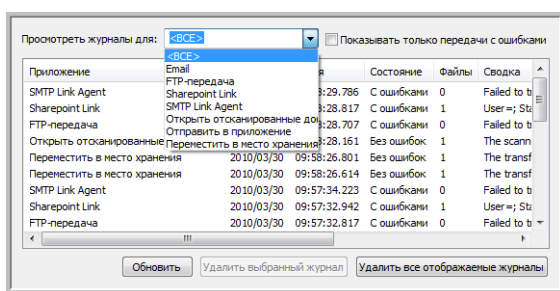 Просмотреть журналы для: <ВСЕ> Показывать только передачи с ошибками
<ВСЕ>
Email
FTP-передача
Sharepoint Link
SMTP Link Agent
Открыть отсканированные до
Отправить в приложение
Переместить в место хранения
Приложение Состояние Файлы Сводка
SMTP Link Agent :29.786 С ошибками 0 Failed to t
Sharepoint Link :28.817 С ошибками 1 User=; Sta
FTP-передача :28.707 С ошибками 0 Failed to t
Открыть отсканированные :28.161 Без ошибок 1 The scann
Переместить в место хранения 2010/03/30 09:58:26.801 Без ошибок 1 The transf
Переместить в место хранения 2010/03/30 09:58:26.614 Без ошибок 1 The transf
SMTP Link Agent 2010/03/30 09:57:34.223 С ошибками 0 Failed to t
Sharepoint Link 2010/03/30 09:57:32.942 С ошибками 1 User=; Sta
FTP-передача 2010/03/30 09:57:32.817 С ошибками 0 Failed to t
Обновить Удалить выбранный журнал Удалить все отображаемые журналы